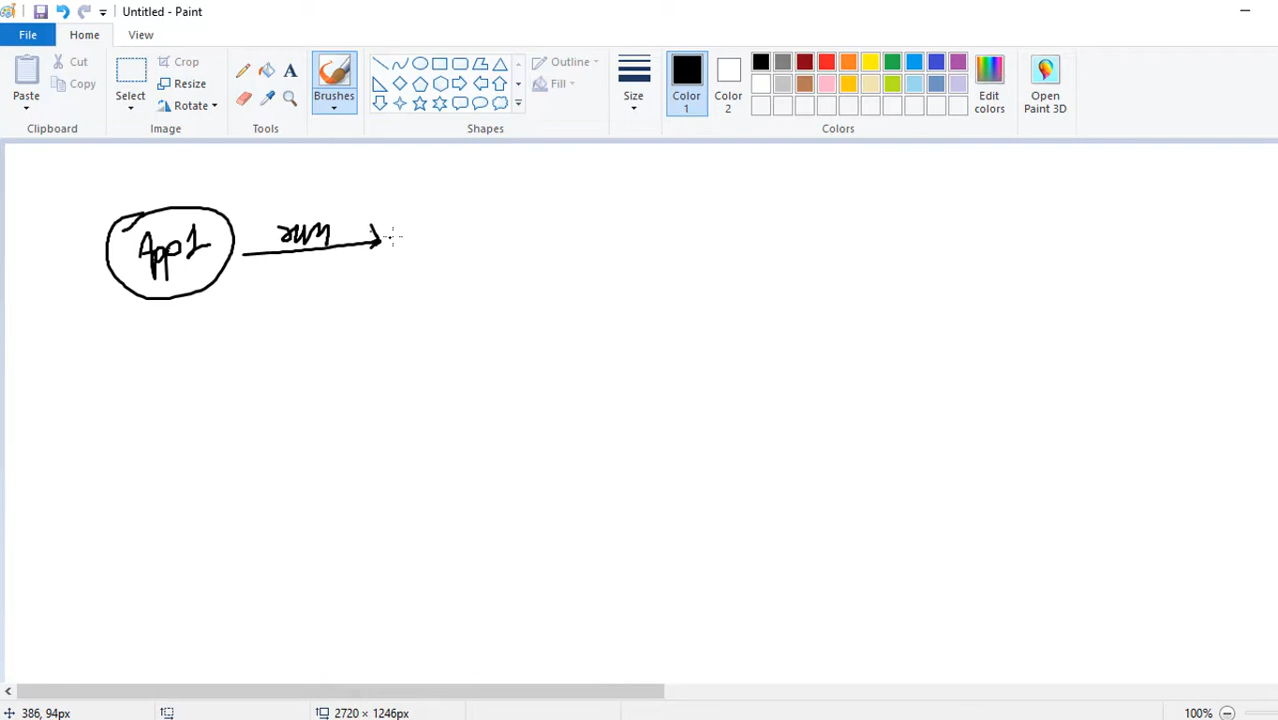 Untitled - Paint
File
Home
View
Paste
Cut
Copy
Clipboard
Select
Crop
Resize
Rotate
Image
A
Tools
Brushes
Outline
Fill
Shapes
Size
Color
1
Color
2
Edit
colors
Open
Paint 3D
Colors
App1
run
386, 94px
2720 × 1246px
100%